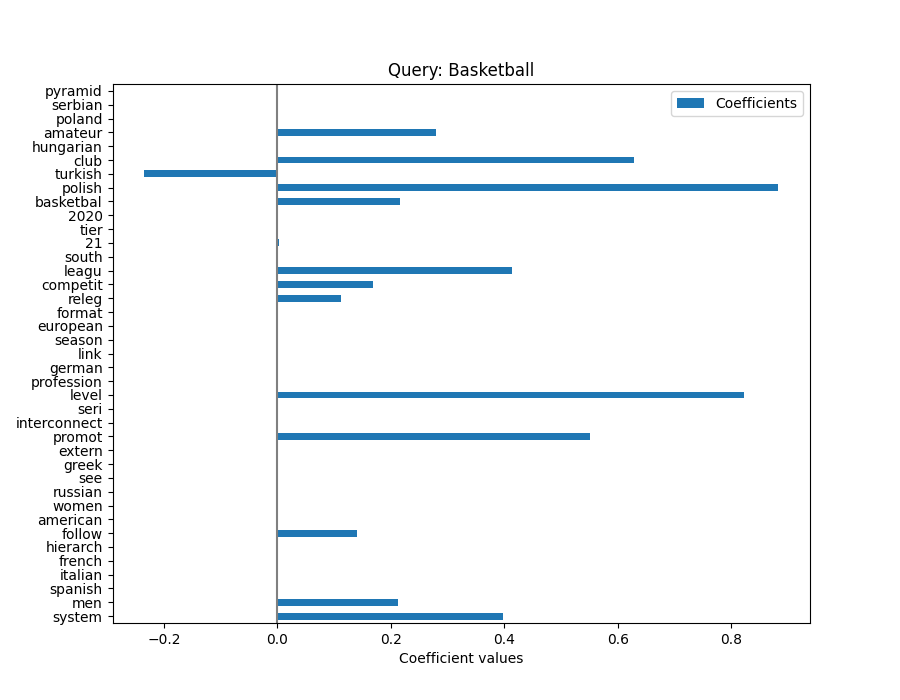 Query: Basketball
Coefficients
pyramid
serbian
poland
amateur
hungarian
club
turkish
polish
basketbal
2020
tier
21
south
leagu
competit
releg
format
european
season
link
german
profession
level
seri
interconnect
promot
extern
greek
see
russian
women
american
follow
hierarch
french
italian
spanish
men
system
−0.2 0.0 0.2 0.4 0.6 0.8
Coefficient values